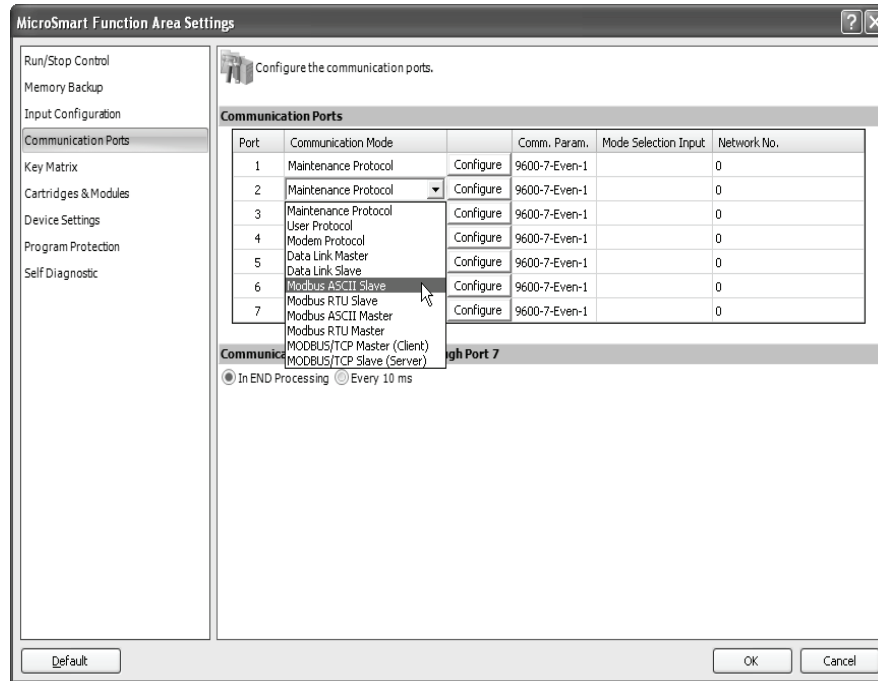 MicroSmart Function Area Settings
Run/Stop Control
Memory Backup
Input Configuration
Communication Ports
Key Matrix
Cartridges & Modules
Device Settings
Program Protection
Self Diagnostic
Configure the communication ports.
Communication Ports
Port Communication Mode Comm. Param. Mode Selection Input Network No.
1 Maintenance Protocol Configure 9600-7-Even-1 0
2 Maintenance Protocol Configure 9600-7-Even-1 0
3 Configure 9600-7-Even-1 0
4 Configure 9600-7-Even-1 0
5 Configure 9600-7-Even-1 0
6 Configure 9600-7-Even-1 0
7 Configure 9600-7-Even-1 0
Maintenance Protocol
User Protocol
Modem Protocol
Data Link Master
Data Link Slave
Modbus ASCII Slave
Modbus RTU Slave
Modbus ASCII Master
Modbus RTU Master
MODBUS/TCP Master (Client)
MODBUS/TCP Slave (Server)
Communica gh Port 7
In END Processing Every 10 ms
Default OK Cancel